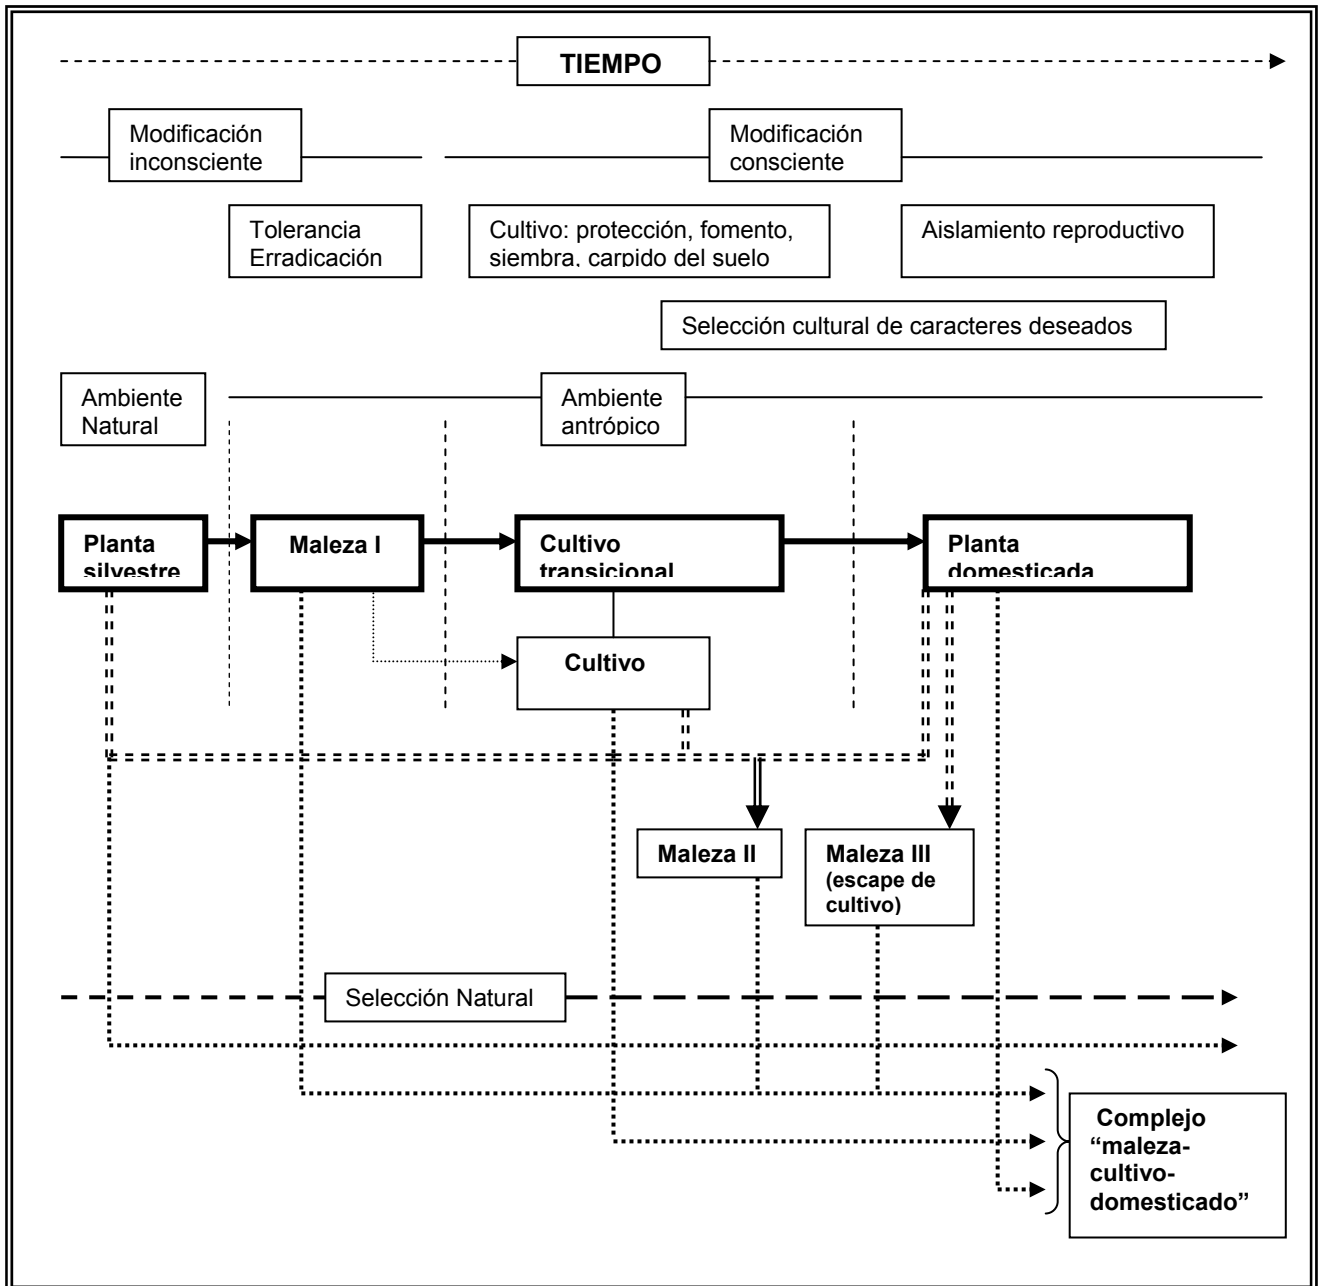 TIEMPO
Modificación
inconsciente
Modificación
consciente
Tolerancia
Erradicación
Cultivo: protección, fomento,
siembra, carpido del suelo
Aislamiento reproductivo
Selección cultural de caracteres deseados
Ambiente
Natural
Ambiente
antrópico
Planta
silvestre
Maleza I
Cultivo
transicional
Planta
domesticada
Cultivo
Maleza II
Maleza III
(escape de
cultivo)
Selección Natural
Complejo
“maleza-
cultivo-
domesticado”